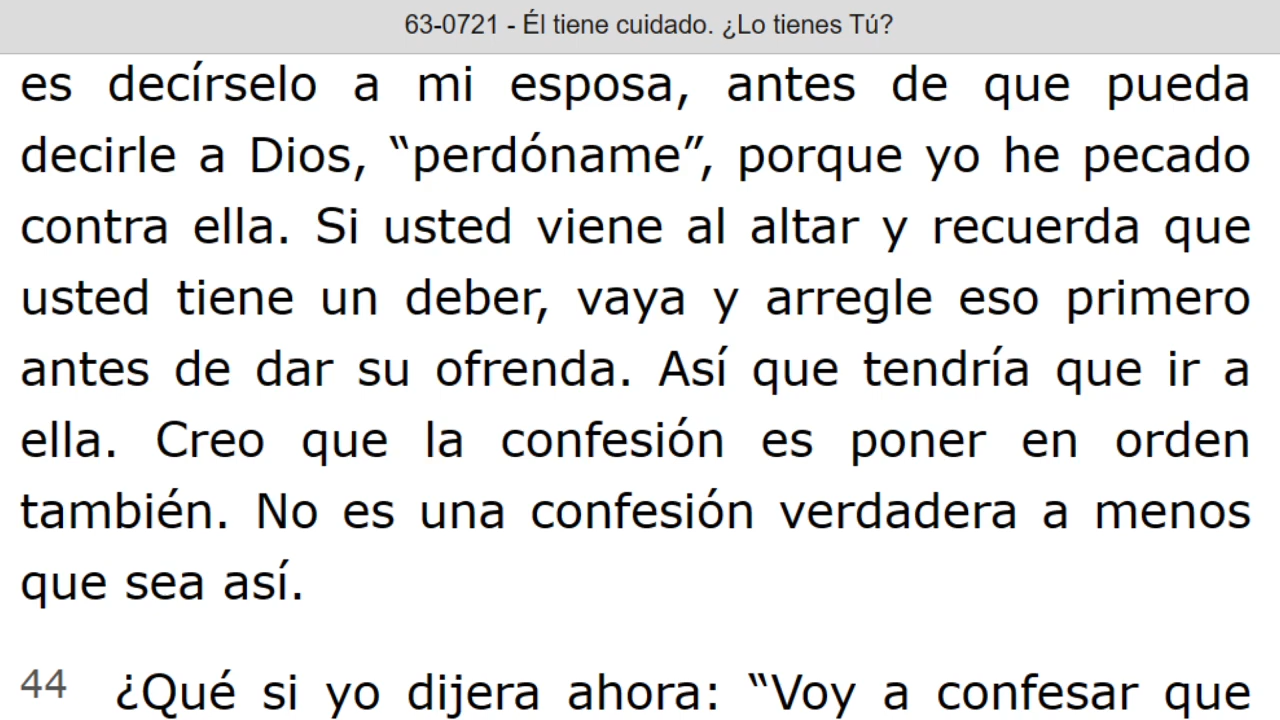 63-0721 - Él tiene cuidado. ¿Lo tienes Tú?
es decírselo a mi esposa, antes de que pueda
decirle a Dios, “perdóname”, porque yo he pecado
contra ella. Si usted viene al altar y recuerda que
usted tiene un deber, vaya y arregle eso primero
antes de dar su ofrenda. Así que tendría que ir a
ella. Creo que la confesión es poner en orden
también. No es una confesión verdadera a menos
que sea así.
44 ¿Qué si yo dijera ahora: “Voy a confesar que